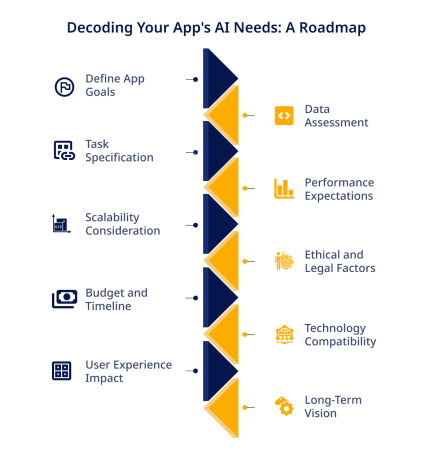 Decoding Your App's AI Needs: A Roadmap
Define App
Goals
Data
Assessment
Task
Specification
Performance
Expectations
Scalability
Consideration
Ethical and
Legal Factors
Budget and
Timeline
Technology
Compatibility
User Experience
Impact
Long-Term
Vision